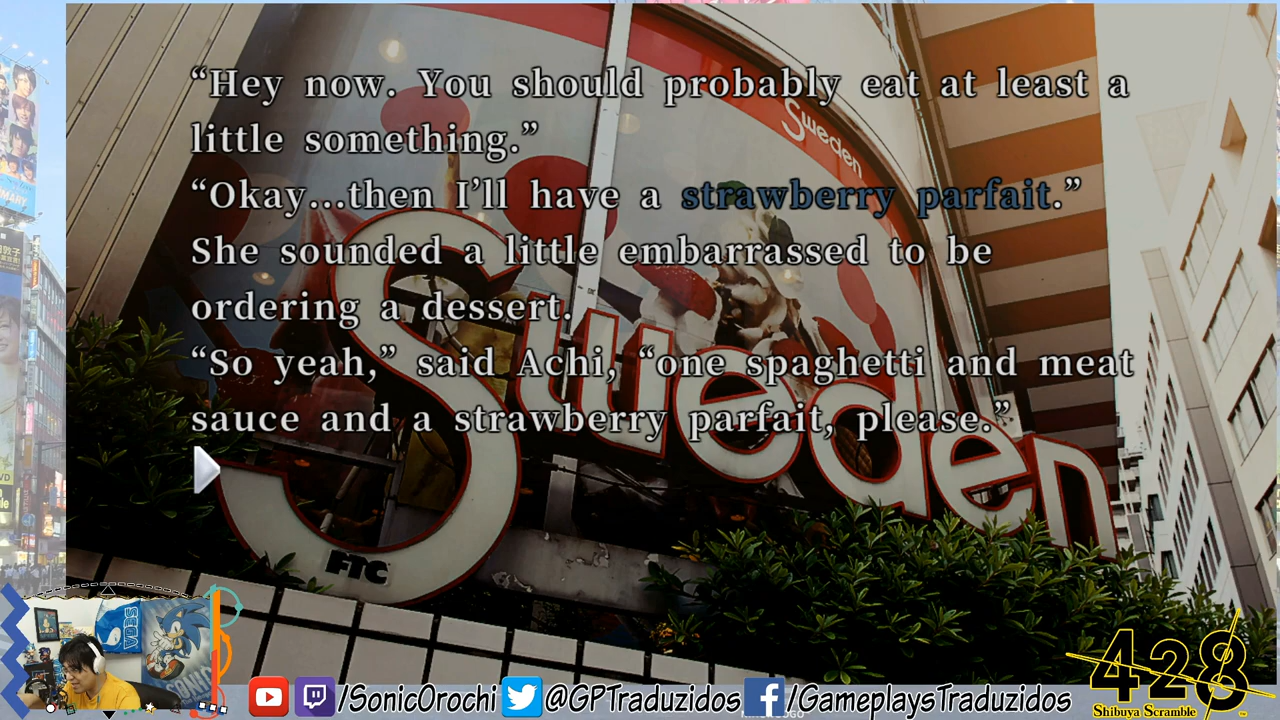 “Hey now. You should probably eat at least a
little something.”
“Okay...then I’ll have a strawberry parfait.”
She sounded a little embarrassed to be
ordering a dessert.
“So yeah,” said Achi, “one spaghetti and meat
sauce and a strawberry parfait, please.”
Sweden
Sweden
FTC
SEGA
SONIC
/SonicOrochi
@GPTraduzidos
/GameplaysTraduzidos
428
Shibuya Scramble